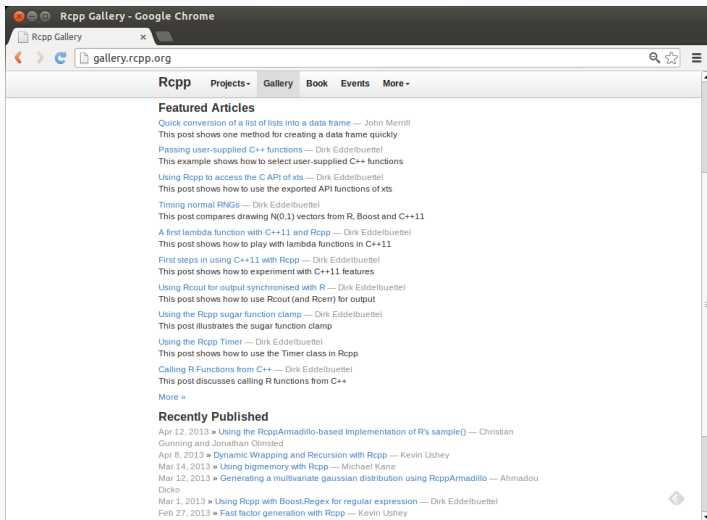 Rcpp Gallery - Google Chrome
Rcpp Gallery
gallery.rcpp.org
Rcpp Projects Gallery Book Events More
Featured Articles
Quick conversion of a list of lists into a data frame — John Merrill
This post shows one method for creating a data frame quickly
Passing user-supplied C++ functions — Dirk Eddelbuettel
This example shows how to select user-supplied C++ functions
Using Rcpp to access the C API of xts — Dirk Eddelbuettel
This post shows how to use the exported API functions of xts
Timing normal RNGs — Dirk Eddelbuettel
This post compares drawing N(0,1) vectors from R, Boost and C++11
A first lambda function with C++11 and Rcpp — Dirk Eddelbuettel
This post shows how to play with lambda functions in C++11
First steps in using C++11 with Rcpp — Dirk Eddelbuettel
This post shows how to experiment with C++11 features
Using Rcout for output synchronised with R — Dirk Eddelbuettel
This post shows how to use Rcout (and Rcerr) for output
Using the Rcpp sugar function clamp — Dirk Eddelbuettel
This post illustrates the sugar function clamp
Using the Rcpp Timer — Dirk Eddelbuettel
This post shows how to use the Timer class in Rcpp
Calling R Functions from C++ — Dirk Eddelbuettel
This post discusses calling R functions from C++
More »
Recently Published
Apr 12, 2013 » Using the RcppArmadillo-based Implementation of R's sample() — Christian
Gunning and Jonathan Olmsted
Apr 8, 2013 » Dynamic Wrapping and Recursion with Rcpp — Kevin Ushey
Mar 14, 2013 » Using bigmemory with Rcpp — Michael Kane
Mar 12, 2013 » Generating a multivariate gaussian distribution using RcppArmadillo — Ahmadou
Dicko
Mar 1, 2013 » Using Rcpp with Boost.Regex for regular expression — Dirk Eddelbuettel
Feb 27, 2013 » Fast factor generation with Rcpp — Kevin Ushey